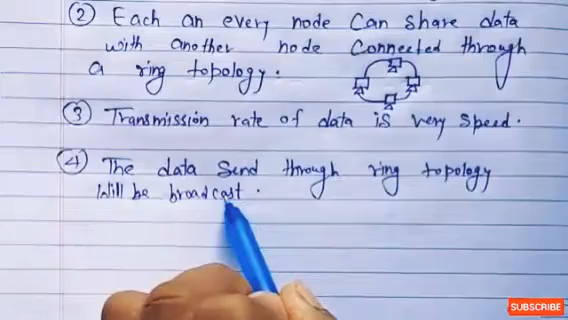 ② Each an every node Can share data
with another node Connected through
a ring topology.
③ Transmission rate of data is very speed.
④ The data Send through ring topology
Will be broadcast.
SUBSCRIBE